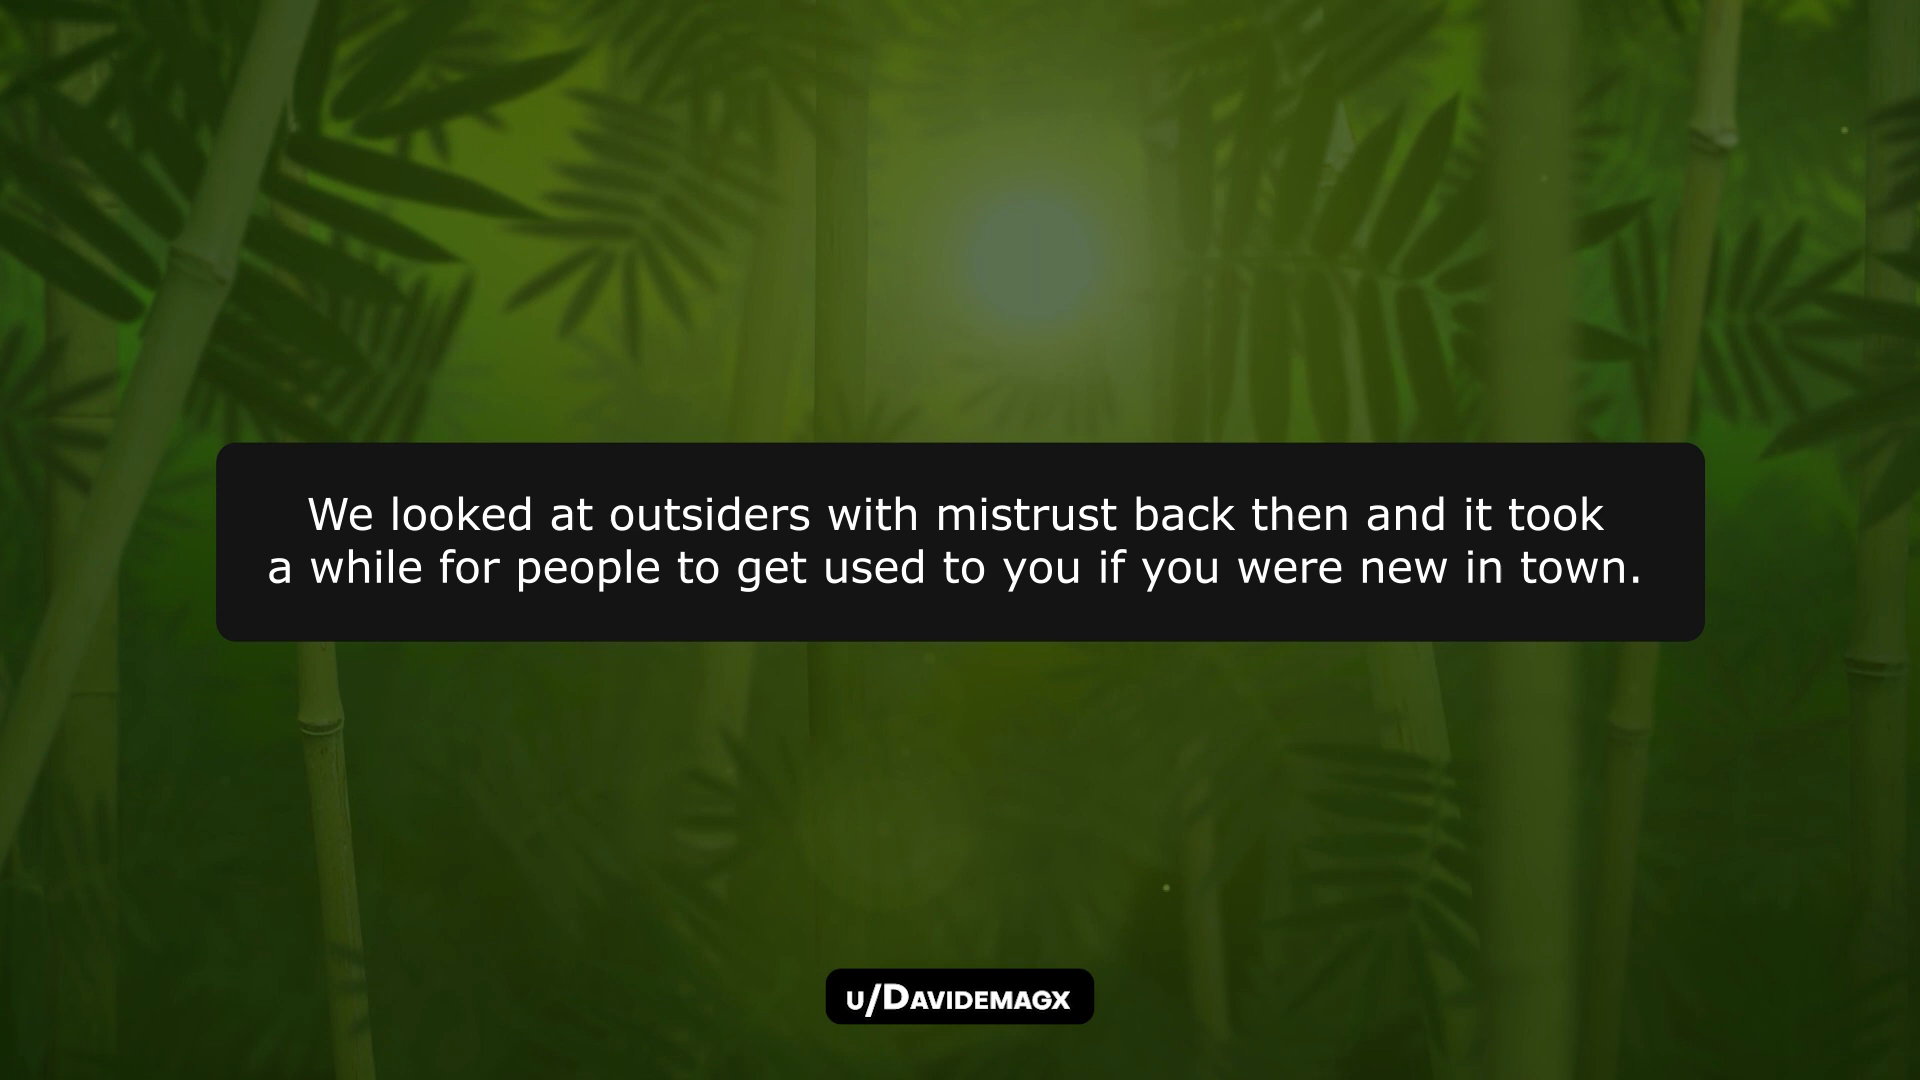 We looked at outsiders with mistrust back then and it took
a while for people to get used to you if you were new in town.
u/Davidemagx